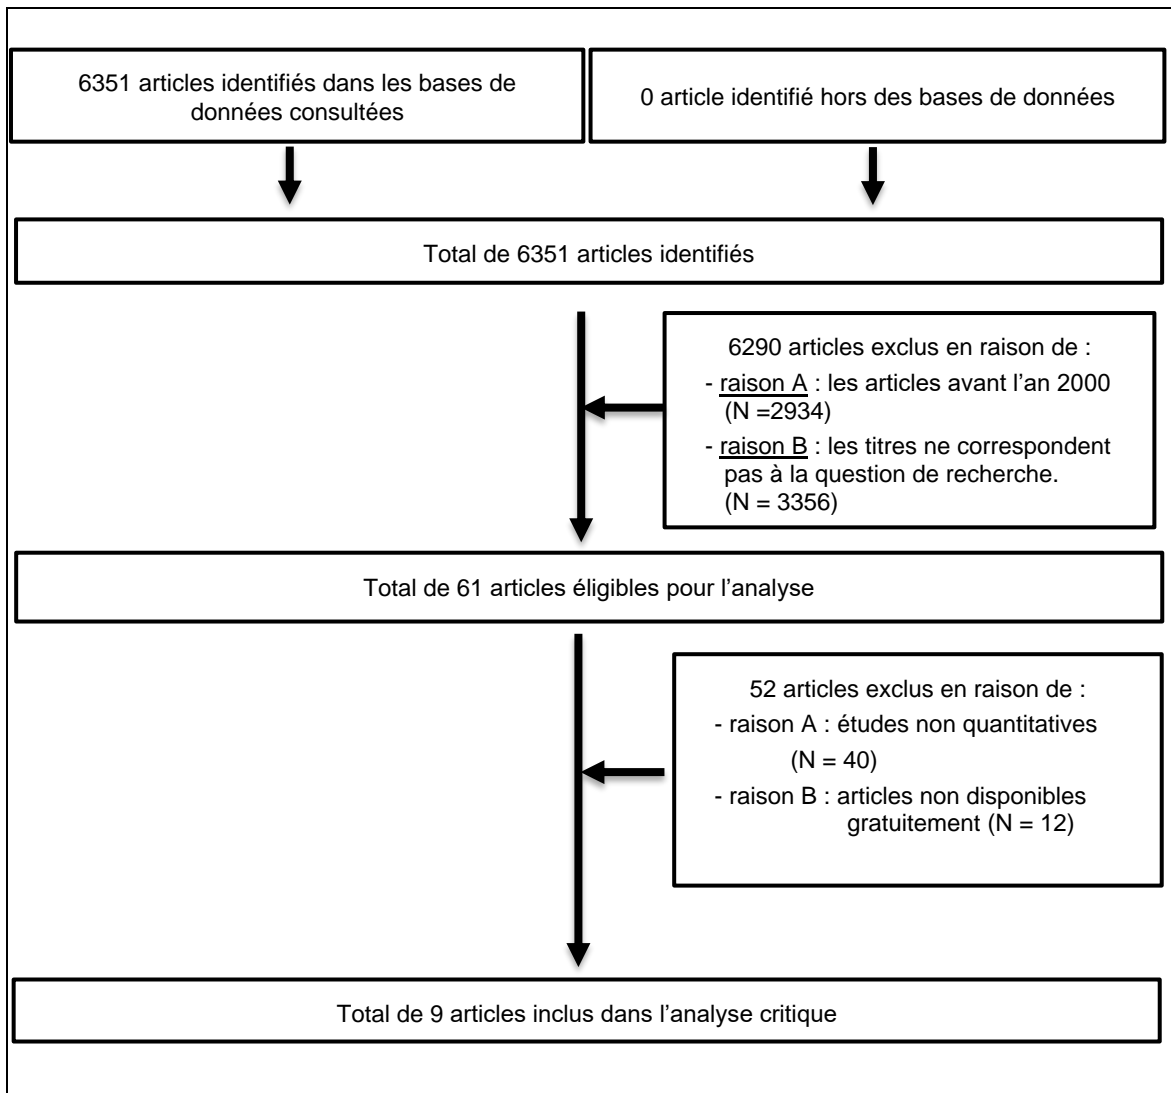 6351 articles identifiés dans les bases de
données consultées
0 article identifié hors des bases de données
Total de 6351 articles identifiés
6290 articles exclus en raison de :
- raison A : les articles avant l’an 2000
(N =2934)
- raison B : les titres ne correspondent
pas à la question de recherche.
(N = 3356)
Total de 61 articles éligibles pour l’analyse
52 articles exclus en raison de :
- raison A : études non quantitatives
(N = 40)
- raison B : articles non disponibles
gratuitement (N = 12)
Total de 9 articles inclus dans l’analyse critique